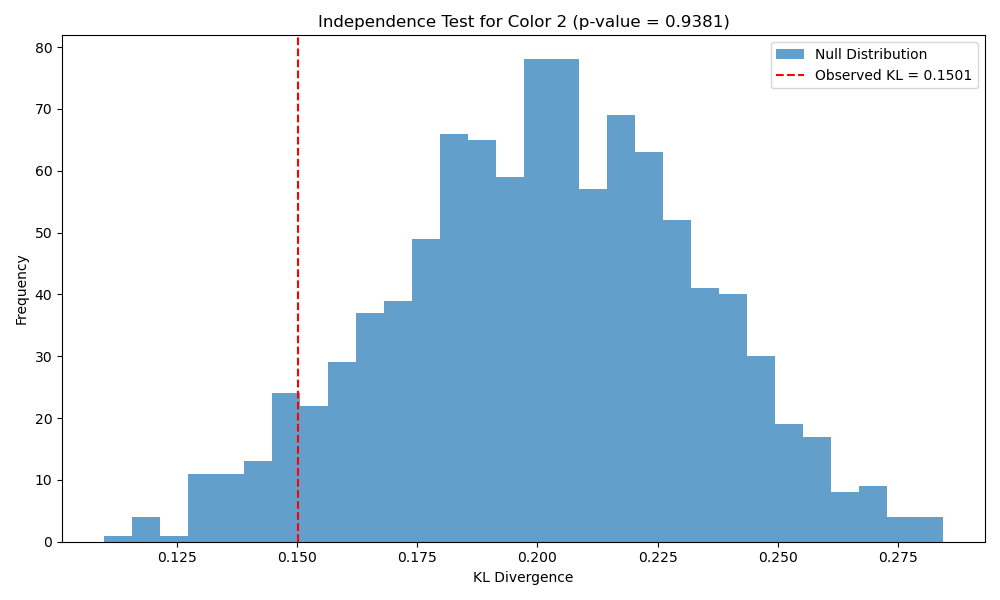 Independence Test for Color 2 (p-value = 0.9381)
Null Distribution
Observed KL = 0.1501
80
70
60
50
40
30
20
10
0
Frequency
0.125 0.150 0.175 0.200 0.225 0.250 0.275
KL Divergence